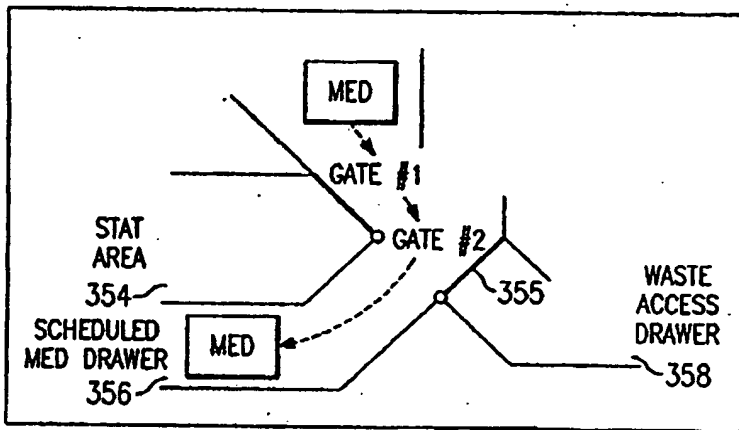 MED
GATE #1
GATE #2
STAT
AREA
354
355
WASTE
ACCESS
DRAWER
358
SCHEDULED
MED DRAWER
356
MED